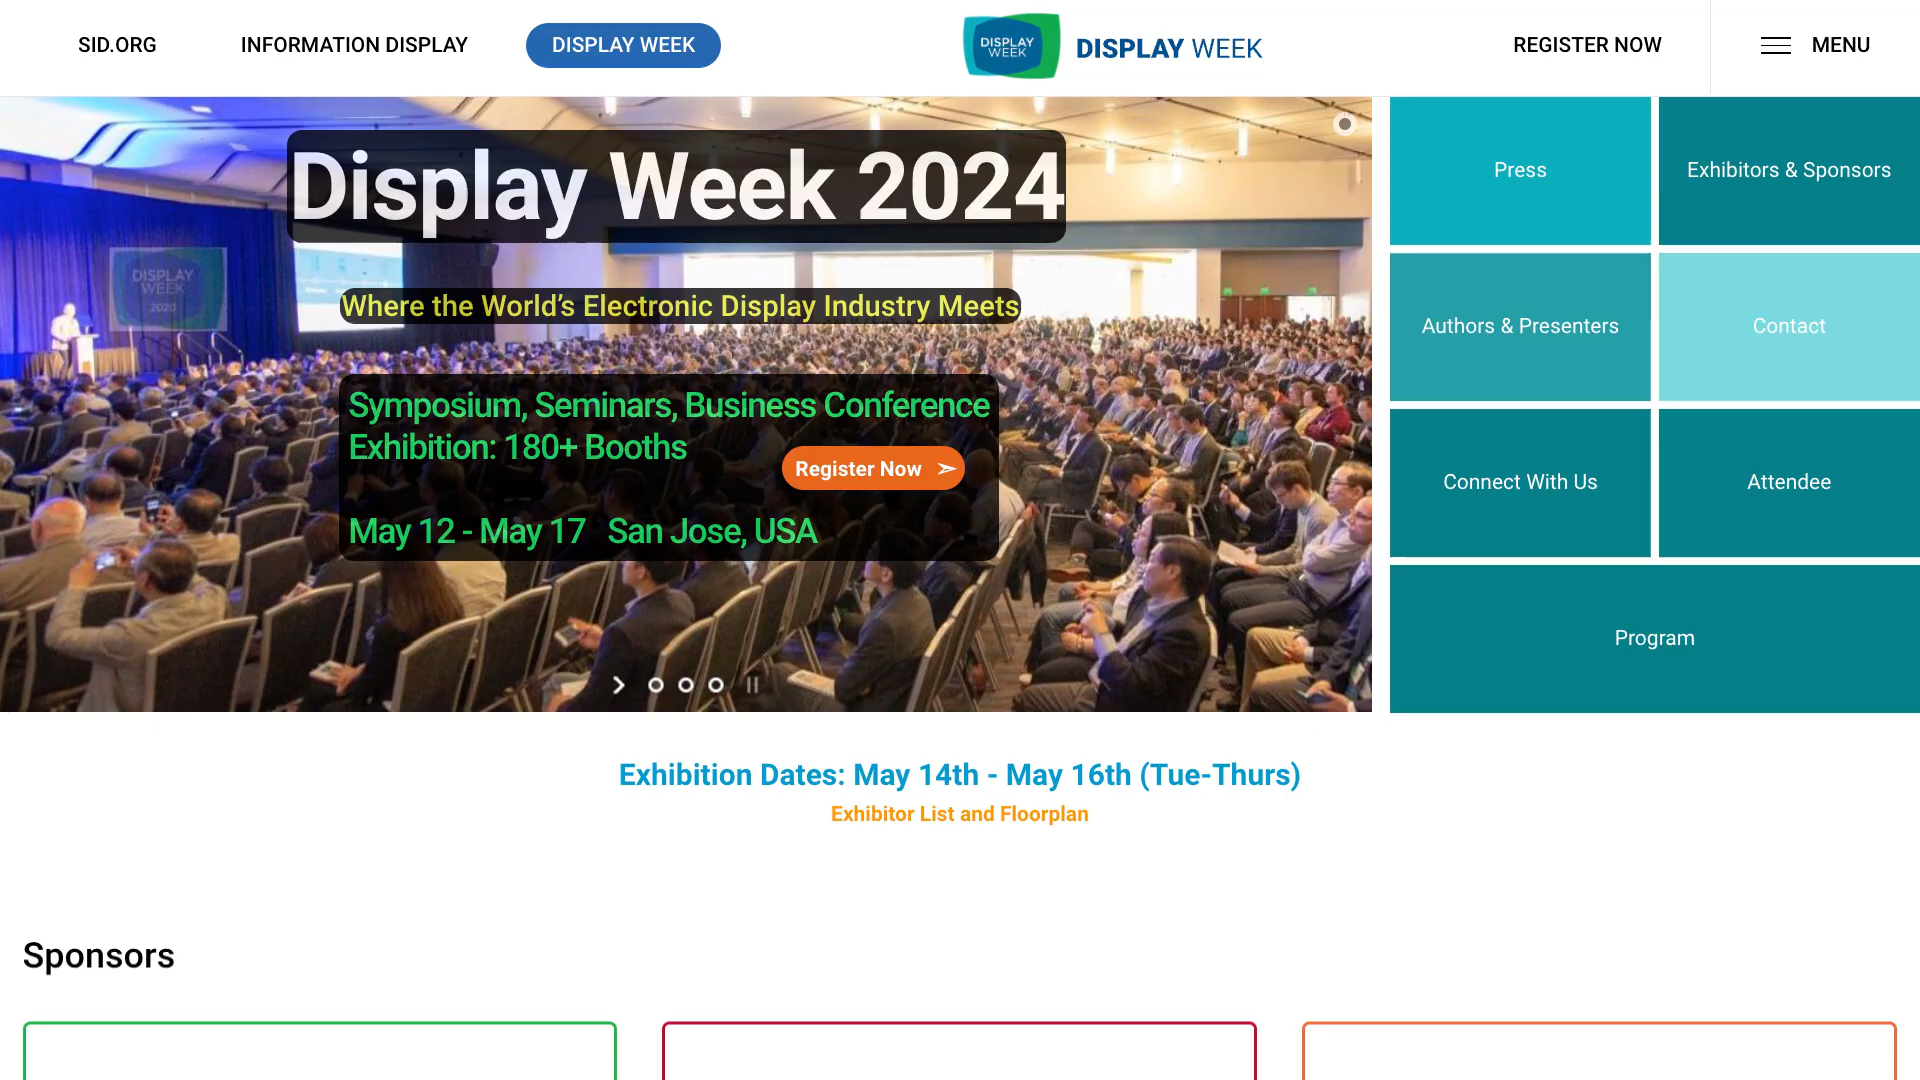 SID.ORG
INFORMATION DISPLAY
DISPLAY WEEK
DISPLAY
WEEK
DISPLAY WEEK
REGISTER NOW
MENU
Display Week 2024
DISPLAY
WEEK
2020
Where the World’s Electronic Display Industry Meets
Symposium, Seminars, Business Conference
Exhibition: 180+ Booths
Register Now
May 12 - May 17 San Jose, USA
Press
Exhibitors & Sponsors
Authors & Presenters
Contact
Connect With Us
Attendee
Program
Exhibition Dates: May 14th - May 16th (Tue-Thurs)
Exhibitor List and Floorplan
Sponsors